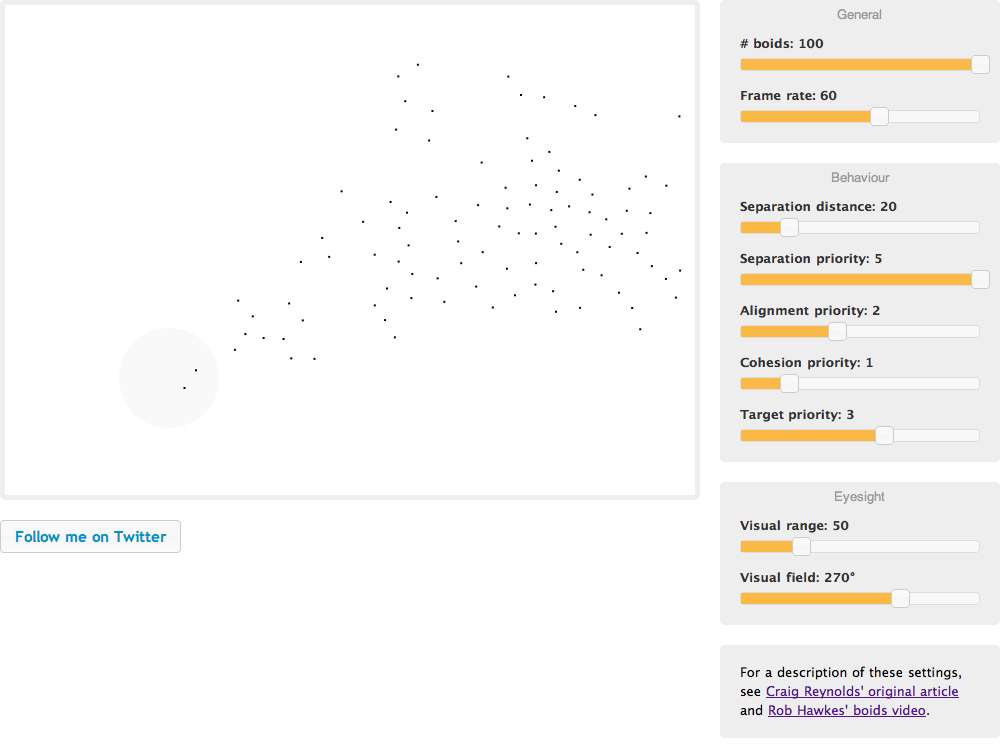 General
# boids: 100
Frame rate: 60
Behaviour
Separation distance: 20
Separation priority: 5
Alignment priority: 2
Cohesion priority: 1
Target priority: 3
Eyesight
Visual range: 50
Visual field: 270°
For a description of these settings,
see Craig Reynolds' original article
and Rob Hawkes' boids video.
Follow me on Twitter